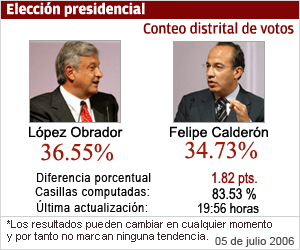 Elección presidencial
Conteo distrital de votos
López Obrador Felipe Calderón
36.55% 34.73%
Diferencia porcentual 1.82 pts.
Casillas computadas: 83.53 %
Última actualización: 19:56 horas
*Los resultados pueden cambiar en cualquier momento
y por tanto no marcan ninguna tendencia.
05 de julio 2006